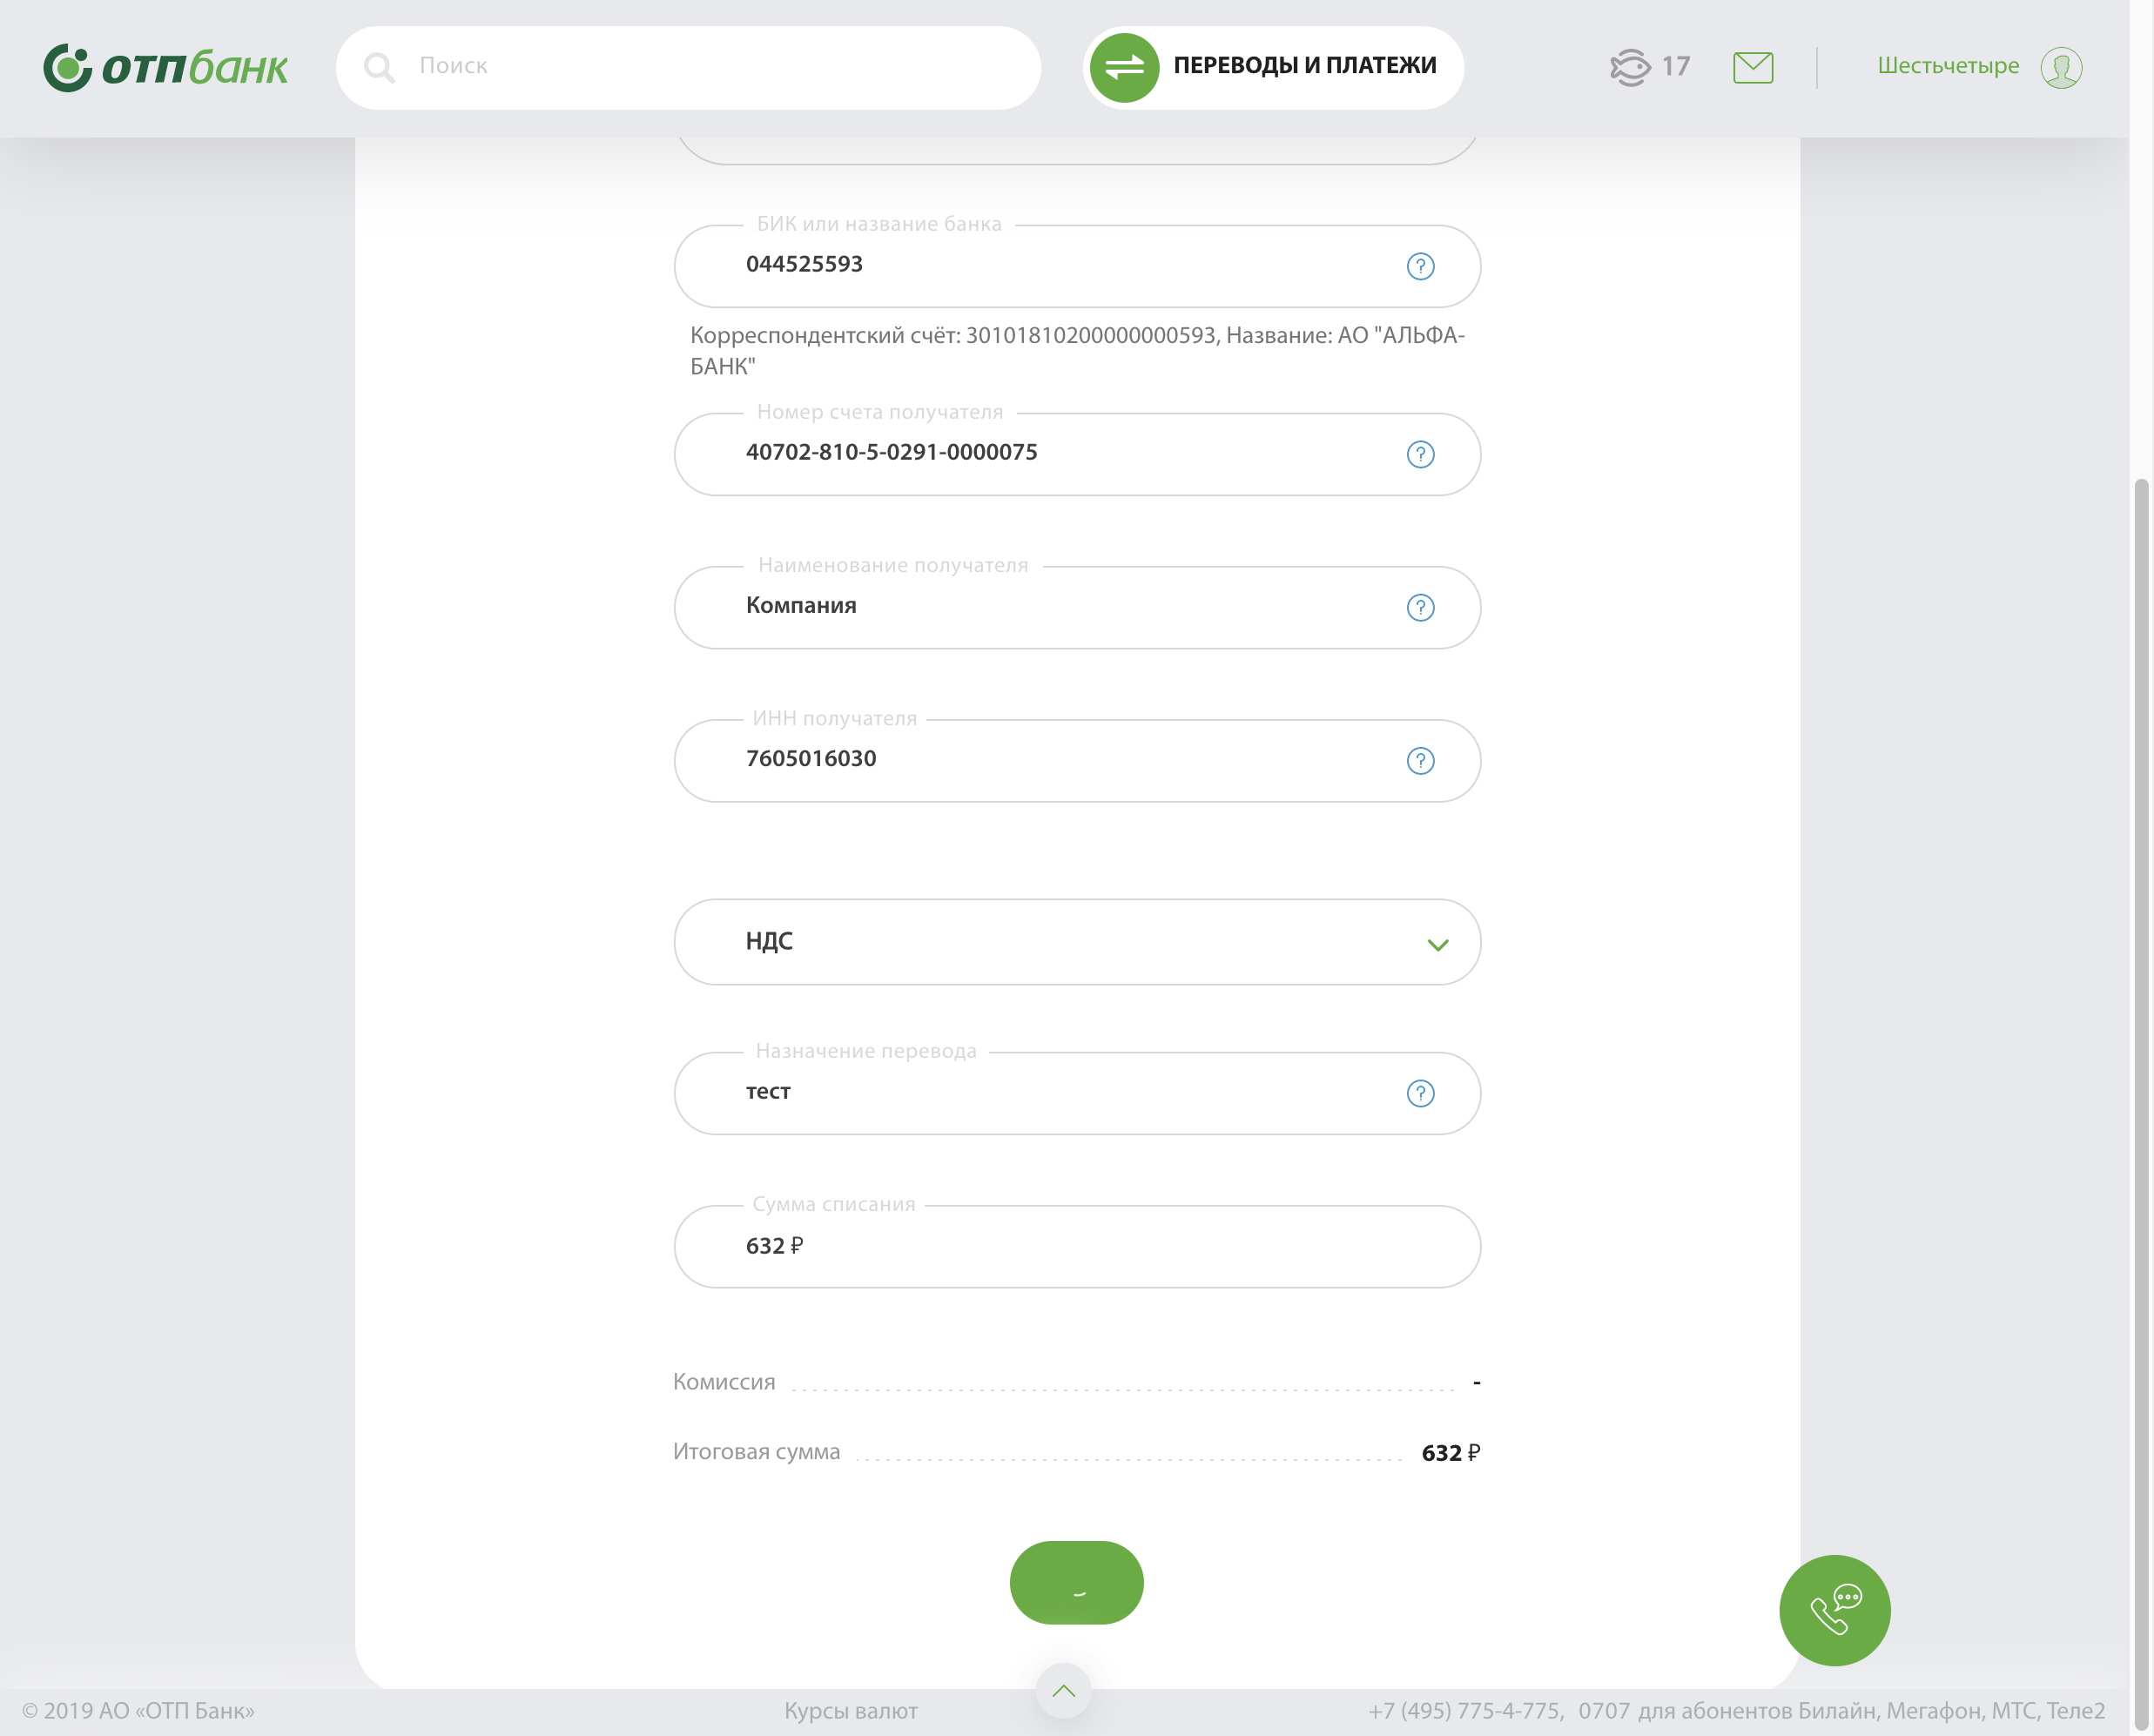 отпбанк
Поиск
ПЕРЕВОДЫ И ПЛАТЕЖИ
17
Шестьчетыре
БИК или название банка
044525593
Корреспондентский счёт: 30101810200000000593, Название: АО "АЛЬФА-
БАНК"
Номер счета получателя
40702-810-5-0291-0000075
Наименование получателя
Компания
ИНН получателя
7605016030
НДС
Назначение перевода
тест
Сумма списания
632 ₽
Комиссия -
Итоговая сумма 632 ₽
© 2019 АО «ОТП Банк»
Курсы валют
+7 (495) 775-4-775, 0707 для абонентов Билайн, Мегафон, МТС, Теле2